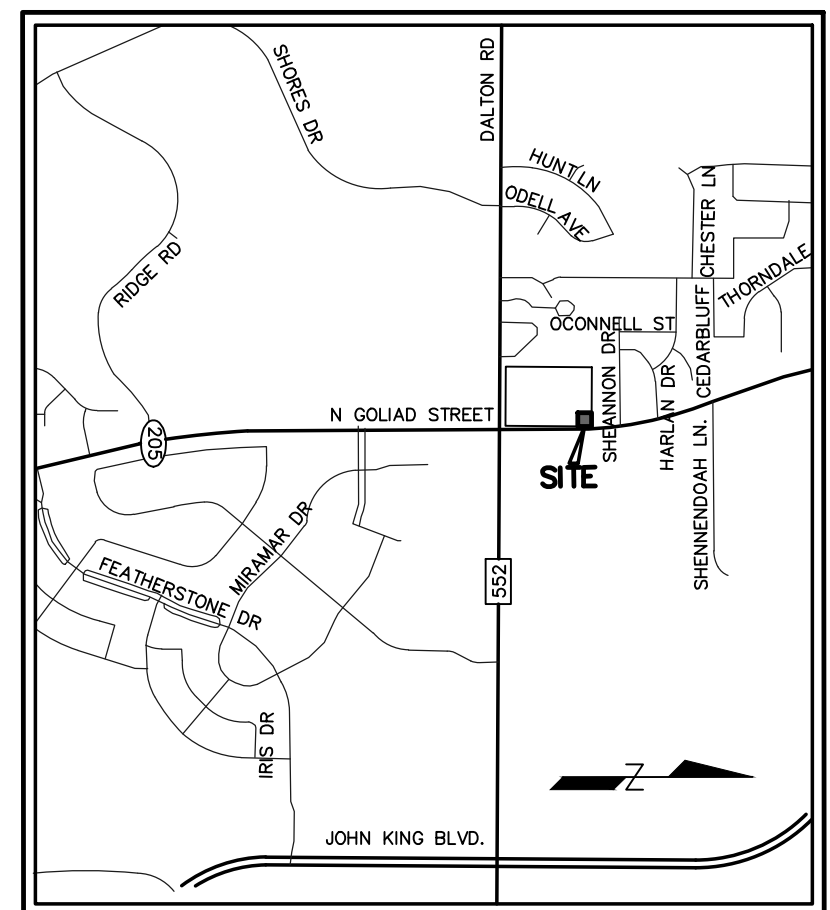 SHORES DR
DALTON RD
HUNT LN
ODELL AVE
CHESTER LN
RIDGE RD
THORNDALE
OCONNELL ST
CEDARBLUFF
SHEANNON DR
HARLAN DR
N GOLIAD STREET
205
SITE
SHENNENDOAH LN.
MIRAMAR DR
FEATHERSTONE DR
552
IRIS DR
N
JOHN KING BLVD.